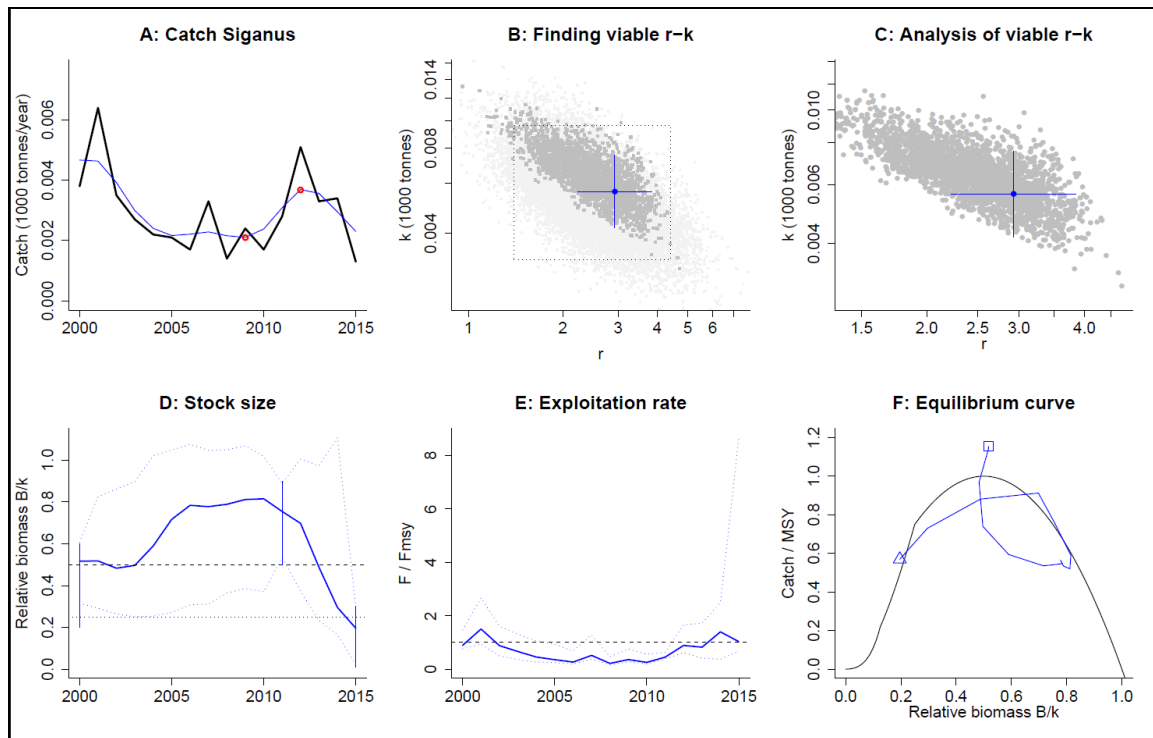 A: Catch Siganus
Catch (1000 tonnes/year)
0.000 0.002 0.004 0.006
2000 2005 2010 2015
B: Finding viable r−k
k (1000 tonnes)
0.004 0.008 0.014
1 2 3 4 5 6
r
C: Analysis of viable r−k
k (1000 tonnes)
0.004 0.006 0.010
1.5 2.0 2.5 3.0 4.0
r
D: Stock size
Relative biomass B/k
0.0 0.2 0.4 0.6 0.8 1.0
2000 2005 2010 2015
E: Exploitation rate
F / Fmsy
0 2 4 6 8
2000 2005 2010 2015
F: Equilibrium curve
Catch / MSY
0.0 0.2 0.4 0.6 0.8 1.0 1.2
0.0 0.2 0.4 0.6 0.8 1.0
Relative biomass B/k